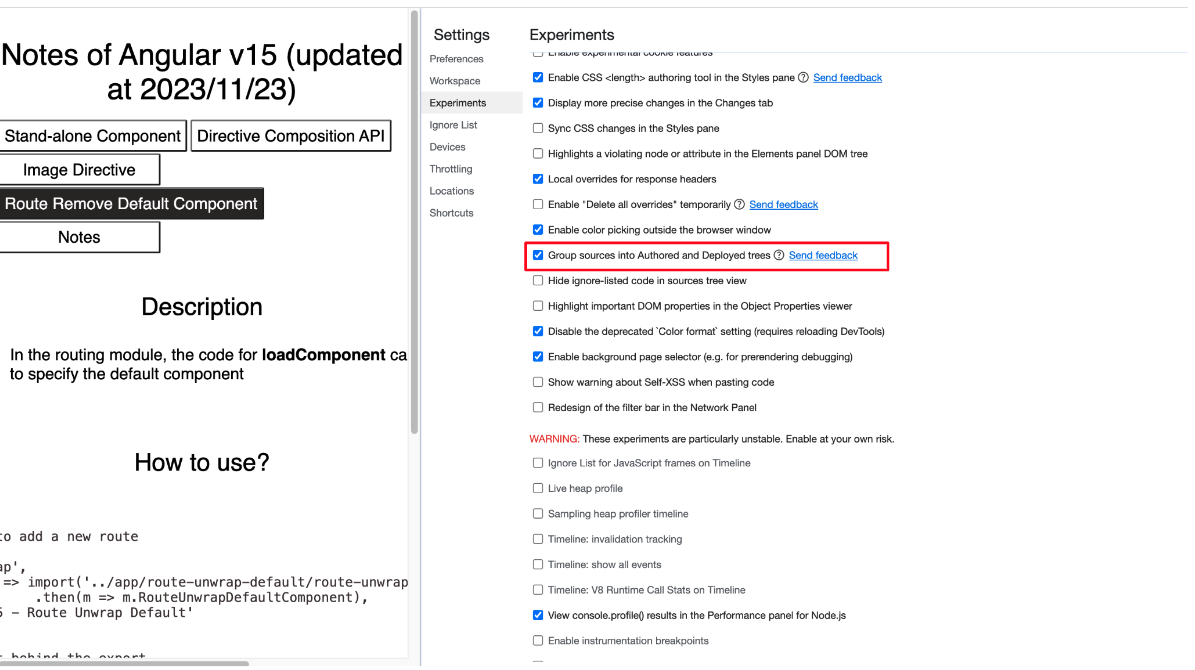 Notes of Angular v15 (updated
at 2023/11/23)
Stand-alone Component
Directive Composition API
Image Directive
Route Remove Default Component
Notes
Description
In the routing module, the code for loadComponent ca
to specify the default component
How to use?
to add a new route
ap',
=> import('../app/route-unwrap-default/route-unwrap
.then(m => m.RouteUnwrapDefaultComponent),
5 - Route Unwrap Default'
t behind the export
Settings
Preferences
Workspace
Experiments
Ignore List
Devices
Throttling
Locations
Shortcuts
Experiments
Enable experimental cookie features
Enable CSS <length> authoring tool in the Styles pane ? Send feedback
Display more precise changes in the Changes tab
Sync CSS changes in the Styles pane
Highlights a violating node or attribute in the Elements panel DOM tree
Local overrides for response headers
Enable "Delete all overrides" temporarily ? Send feedback
Enable color picking outside the browser window
Group sources into Authored and Deployed trees ? Send feedback
Hide ignore-listed code in sources tree view
Highlight important DOM properties in the Object Properties viewer
Disable the deprecated `Color format` setting (requires reloading DevTools)
Enable background page selector (e.g. for prerendering debugging)
Show warning about Self-XSS when pasting code
Redesign of the filter bar in the Network Panel
WARNING: These experiments are particularly unstable. Enable at your own risk.
Ignore List for JavaScript frames on Timeline
Live heap profile
Sampling heap profiler timeline
Timeline: invalidation tracking
Timeline: show all events
Timeline: V8 Runtime Call Stats on Timeline
View console.profile() results in the Performance panel for Node.js
Enable instrumentation breakpoints